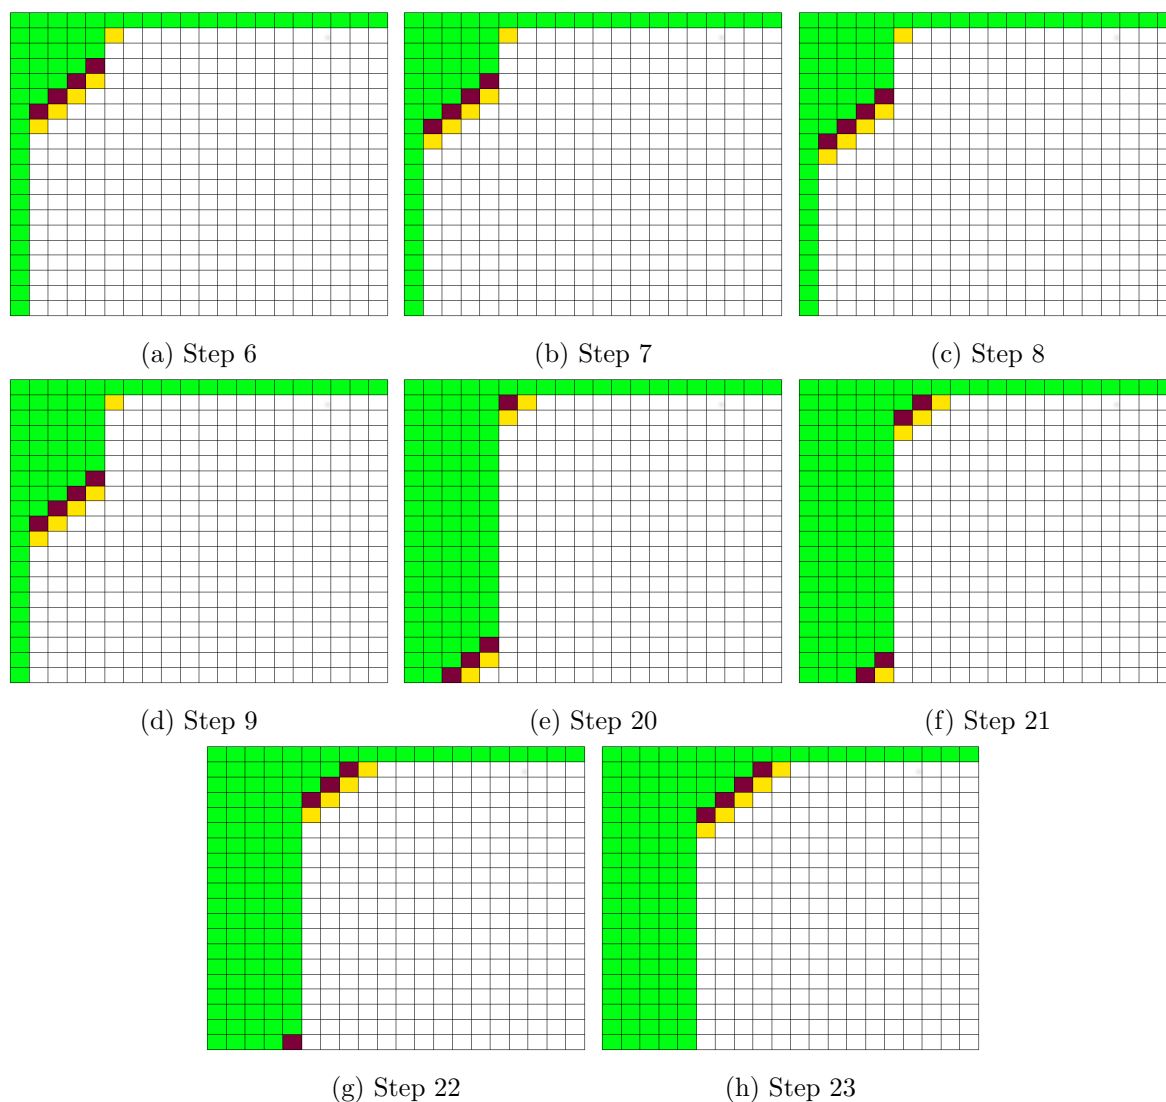 (a) Step 6
(b) Step 7
(c) Step 8
(d) Step 9
(e) Step 20
(f) Step 21
(g) Step 22
(h) Step 23